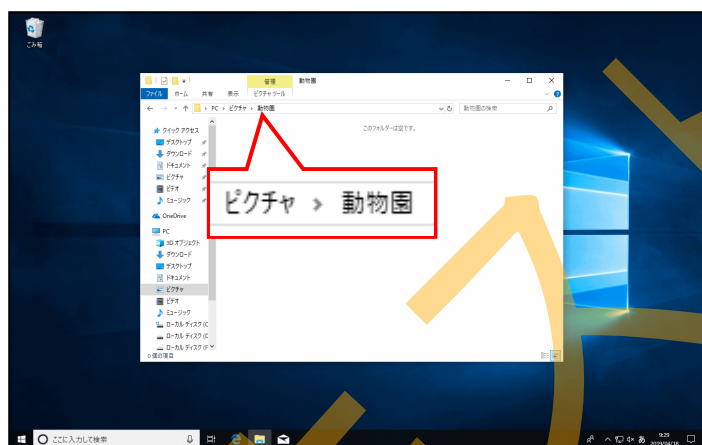 ごみ箱
管理
動物園
ファイル ホーム 共有 表示 ピクチャ ツール
PC › ピクチャ › 動物園
動物園の検索
このフォルダーは空です。
クイック アクセス
デスクトップ
ダウンロード
ドキュメント
ピクチャ
ビデオ
ミュージック
OneDrive
PC
3D オブジェクト
ダウンロード
デスクトップ
ドキュメント
ピクチャ
ビデオ
ミュージック
ローカル ディスク (C
ローカル ディスク (C
ローカル ディスク (F
ピクチャ › 動物園
0 個の項目
ここに入力して検索
あ
9:29
2019/04/18